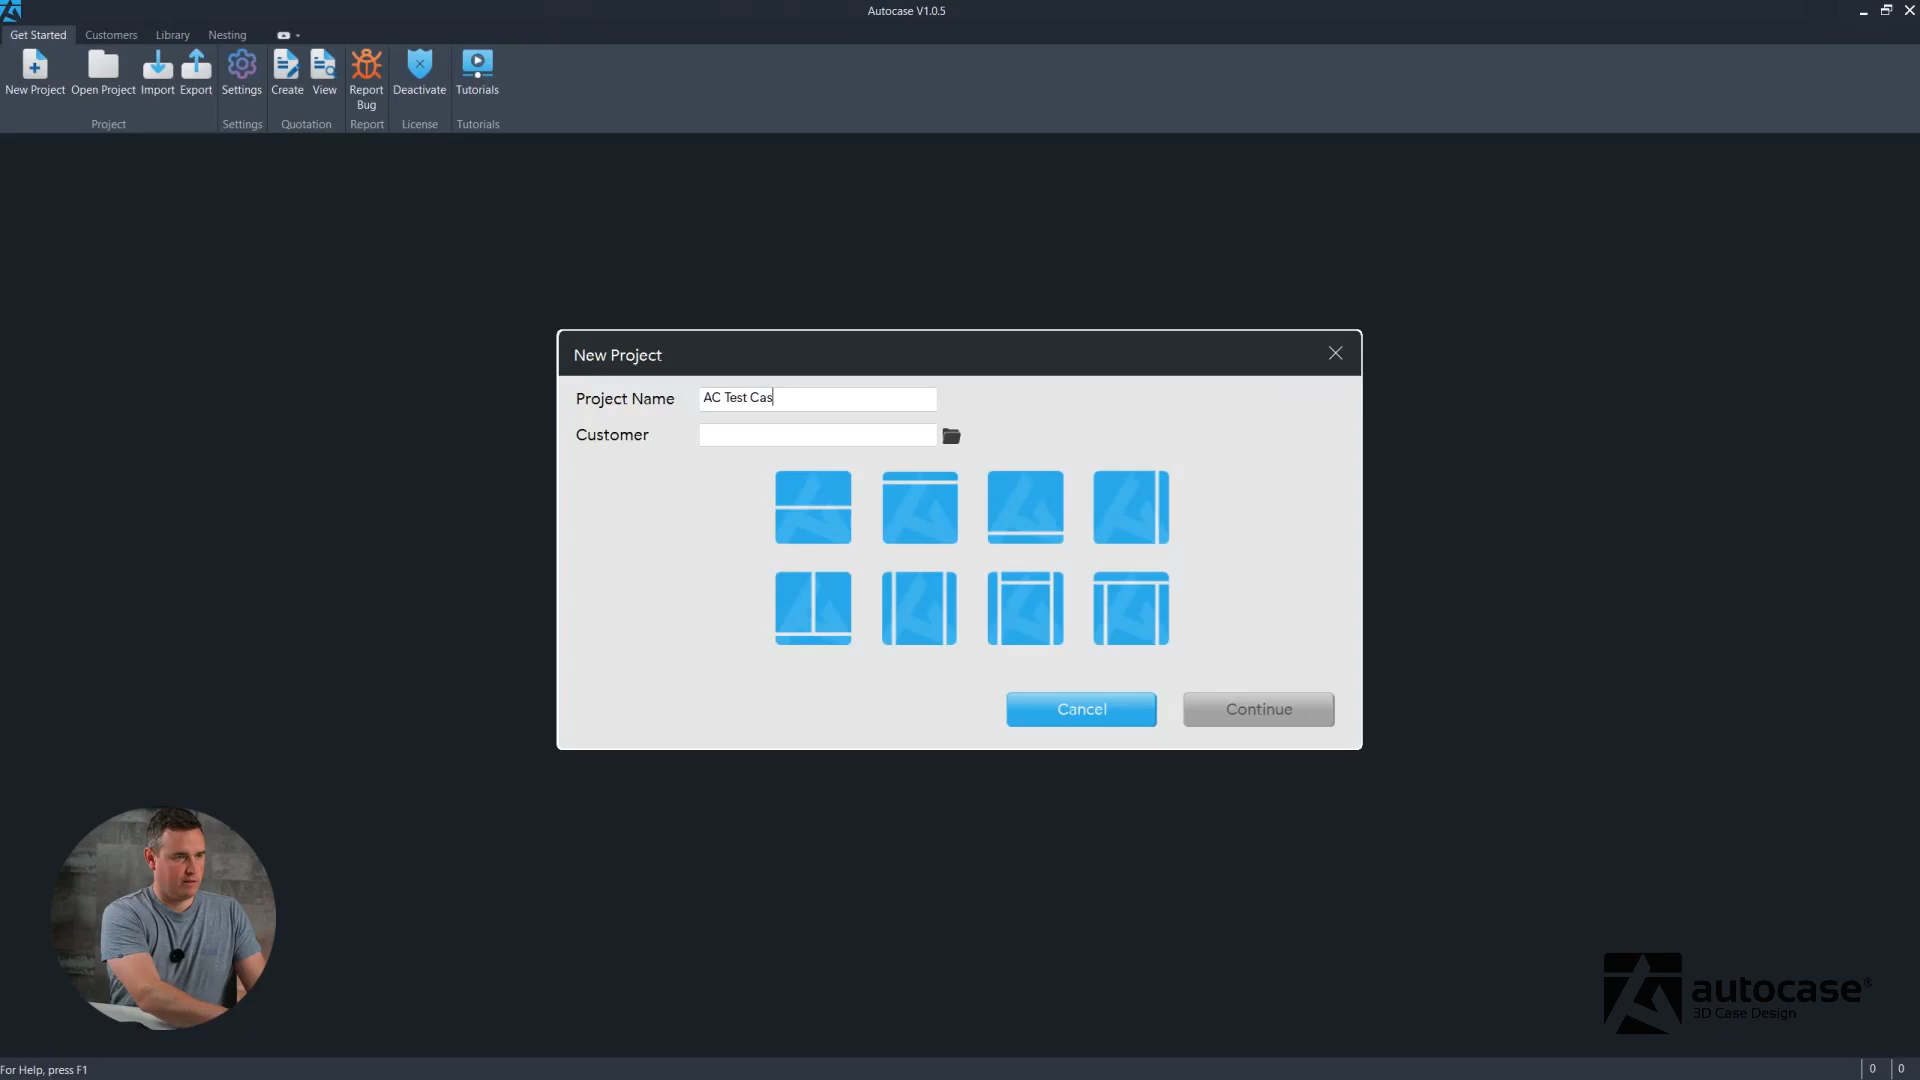 Autocase V1.0.5
Get Started Customers Library Nesting
New Project Open Project Import Export Settings Create View Report Bug Deactivate Tutorials
Project Settings Quotation Report License Tutorials
New Project
Project Name AC Test Cas
Customer
Cancel Continue
autocase®
3D Case Design
For Help, press F1
0 0